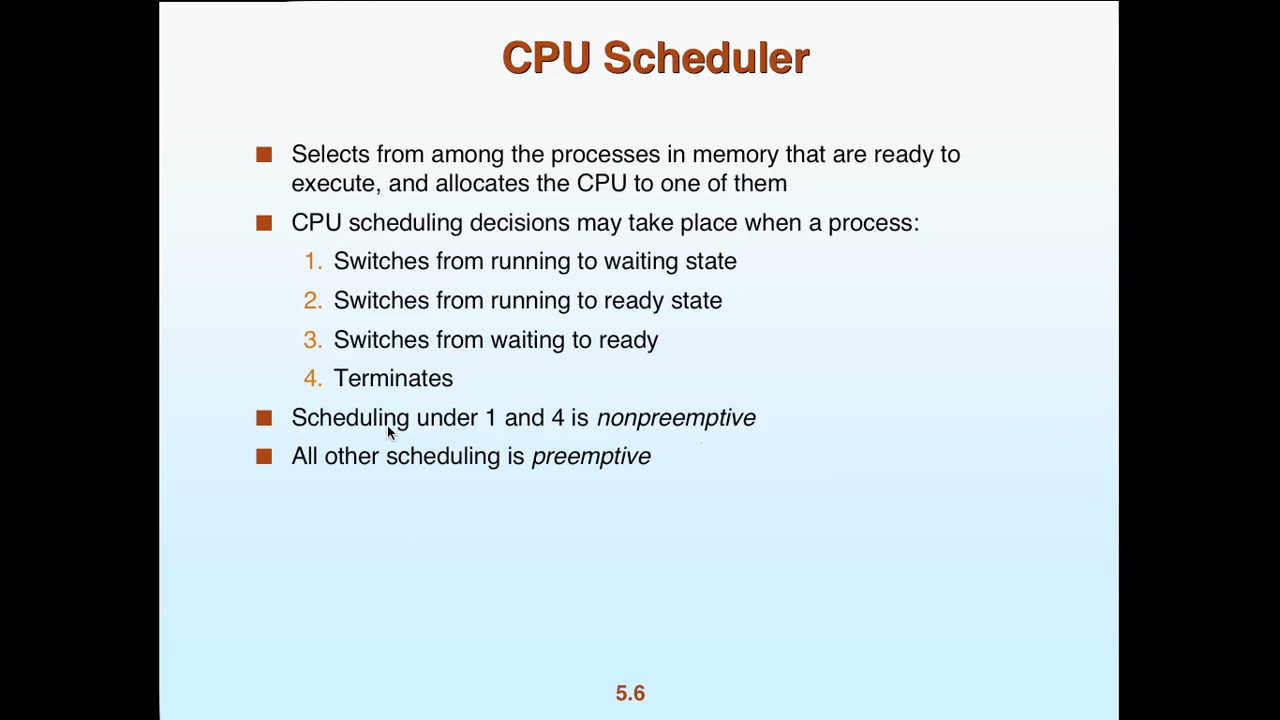 CPU Scheduler
Selects from among the processes in memory that are ready to
execute, and allocates the CPU to one of them
CPU scheduling decisions may take place when a process:
1. Switches from running to waiting state
2. Switches from running to ready state
3. Switches from waiting to ready
4. Terminates
Scheduling under 1 and 4 is nonpreemptive
All other scheduling is preemptive
5.6